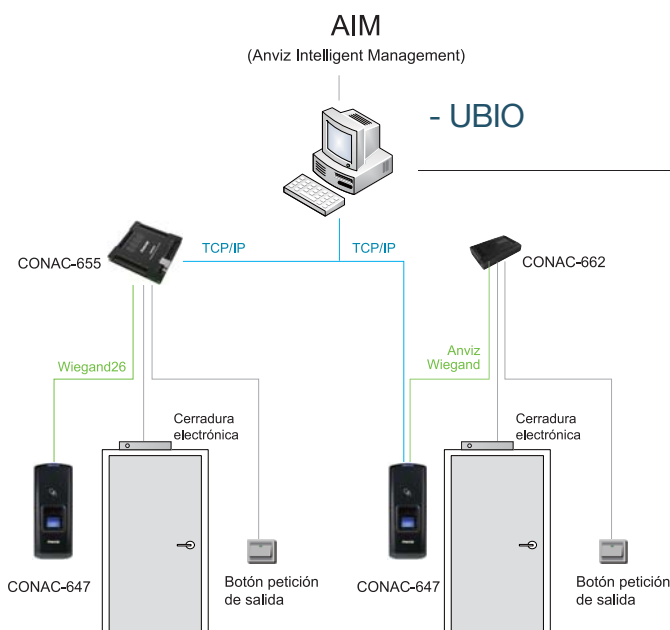 AIM
(Anviz Intelligent Management)
- UBIO
TCP/IP
TCP/IP
CONAC-655
CONAC-662
Wiegand26
Anviz
Wiegand
Cerradura
electrónica
Cerradura
electrónica
CONAC-647
Botón petición
de salida
CONAC-647
Botón petición
de salida